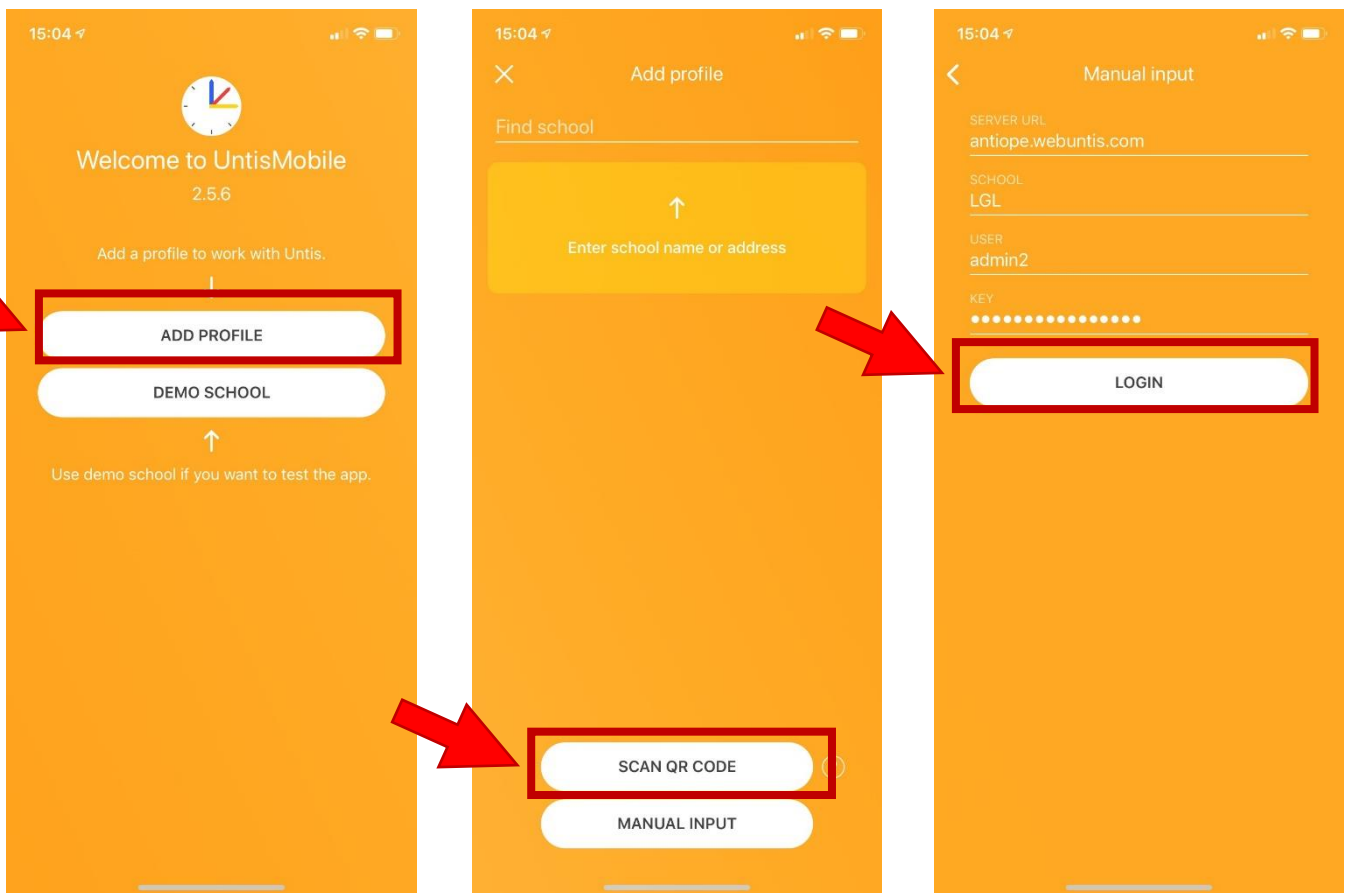 15:04
Welcome to UntisMobile
2.5.6
Add a profile to work with Untis.
ADD PROFILE
DEMO SCHOOL
Use demo school if you want to test the app.
15:04
Add profile
Find school
Enter school name or address
SCAN QR CODE
MANUAL INPUT
15:04
Manual input
SERVER URL
antiope.webuntis.com
SCHOOL
LGL
USER
admin2
KEY
●●●●●●●●●●●●●●●●
LOGIN